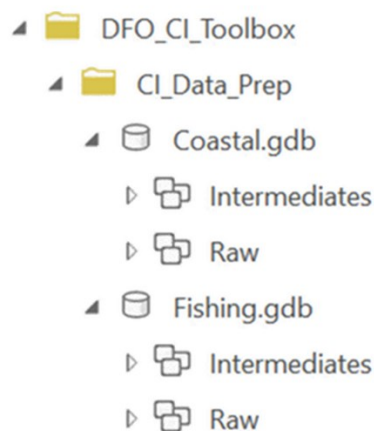 DFO_CI_Toolbox
CI_Data_Prep
Coastal.gdb
Intermediates
Raw
Fishing.gdb
Intermediates
Raw